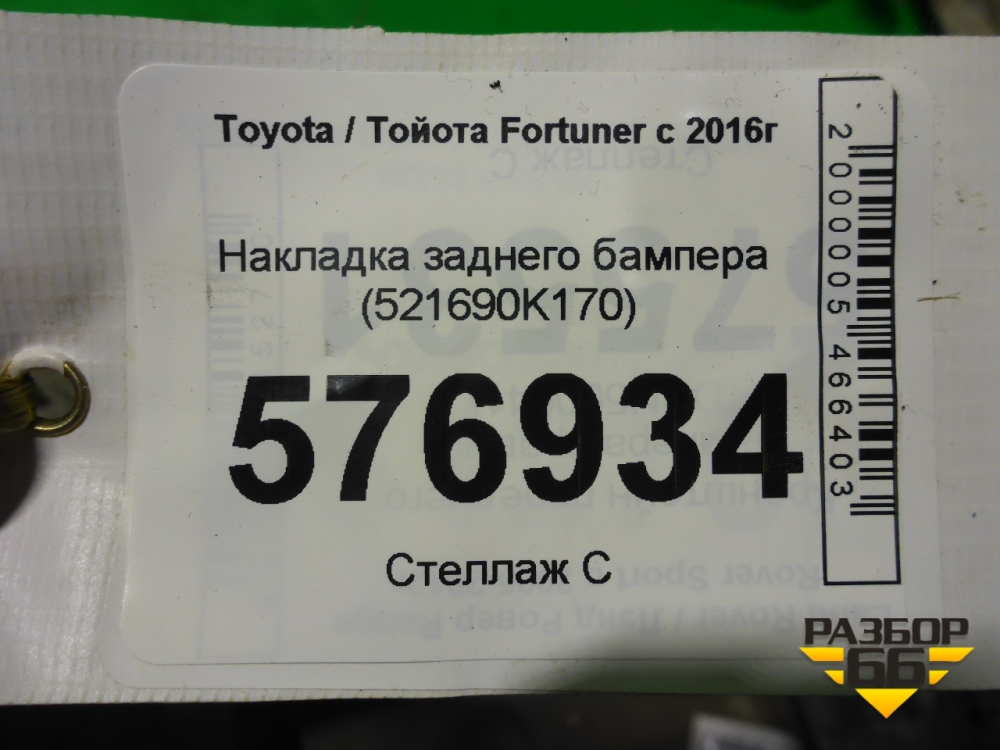 Toyota / Тойота Fortuner с 2016г
Накладка заднего бампера
(521690K170)
576934
Стеллаж С
2000005466403
РАЗБОР
66